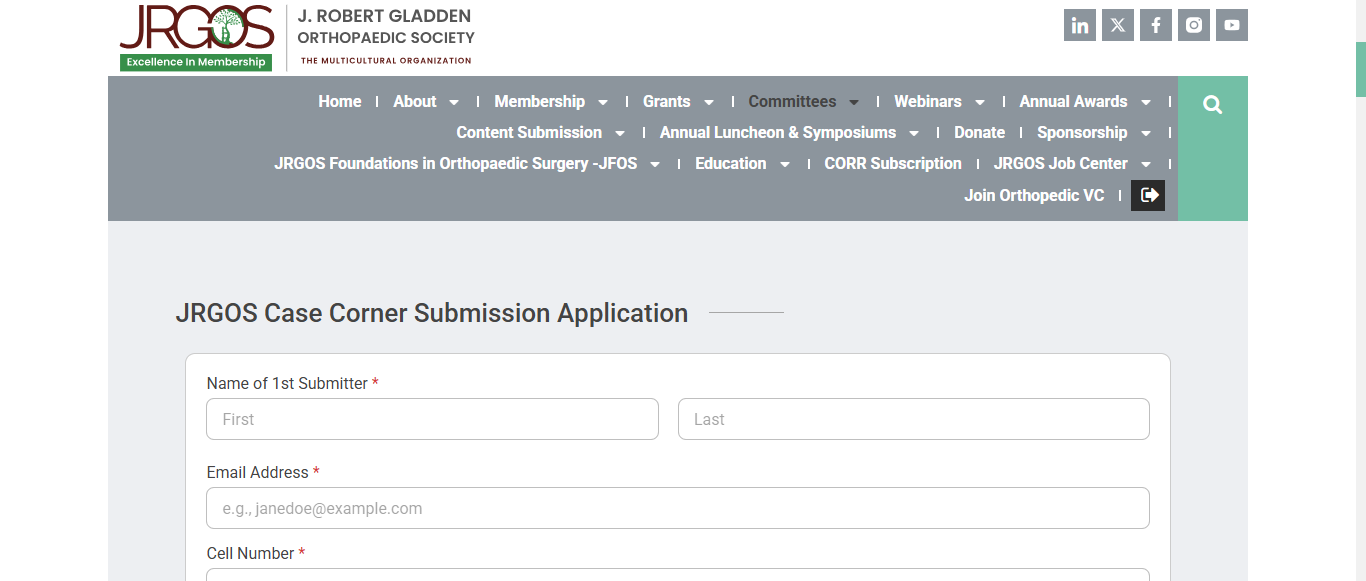 JRGOS
Excellence In Membership
J. ROBERT GLADDEN
ORTHOPAEDIC SOCIETY
THE MULTICULTURAL ORGANIZATION
Home About Membership Grants Committees Webinars Annual Awards
Content Submission Annual Luncheon & Symposiums Donate Sponsorship
JRGOS Foundations in Orthopaedic Surgery -JFOS Education CORR Subscription JRGOS Job Center
Join Orthopedic VC
JRGOS Case Corner Submission Application
Name of 1st Submitter *
First Last
Email Address *
e.g., janedoe@example.com
Cell Number *